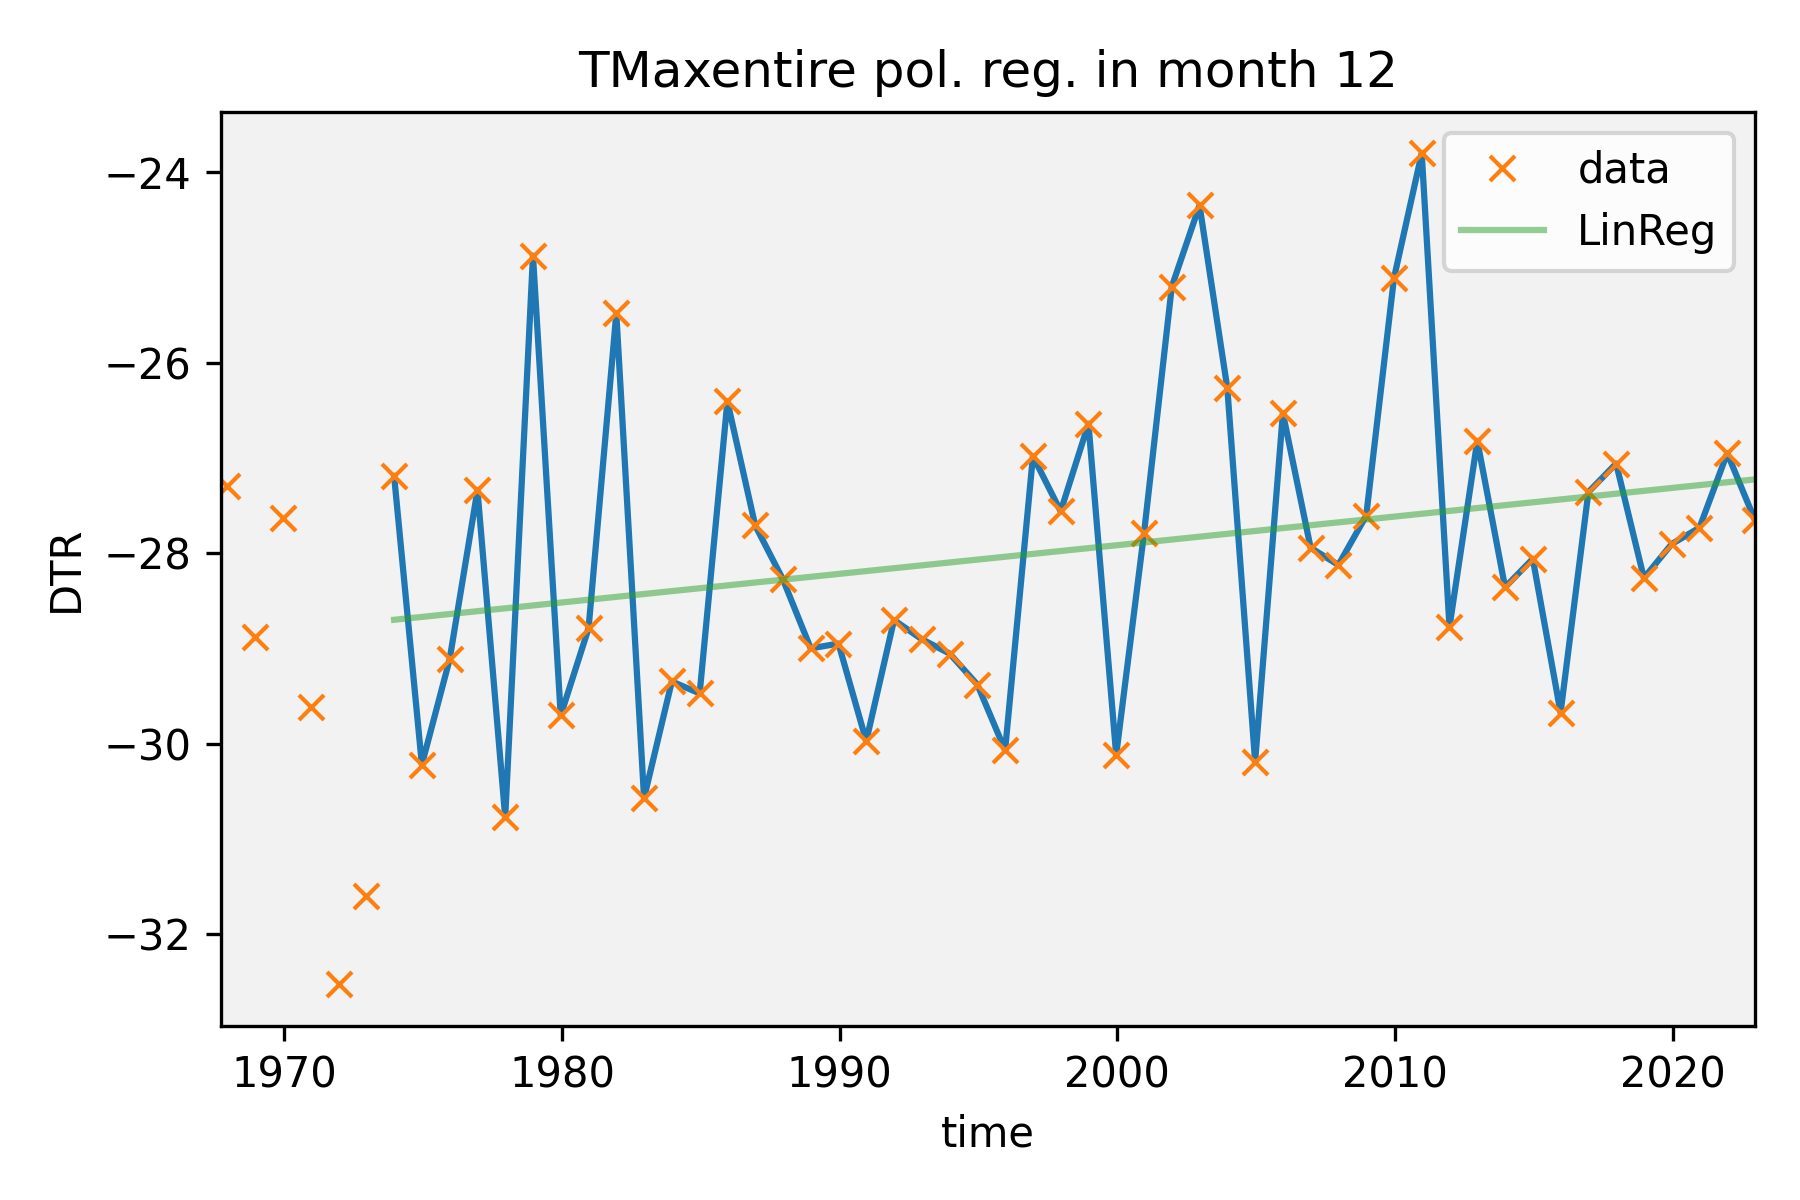 TMaxentire pol. reg. in month 12
data
LinReg
−24
−26
−28
−30
−32
DTR
1970 1980 1990 2000 2010 2020
time